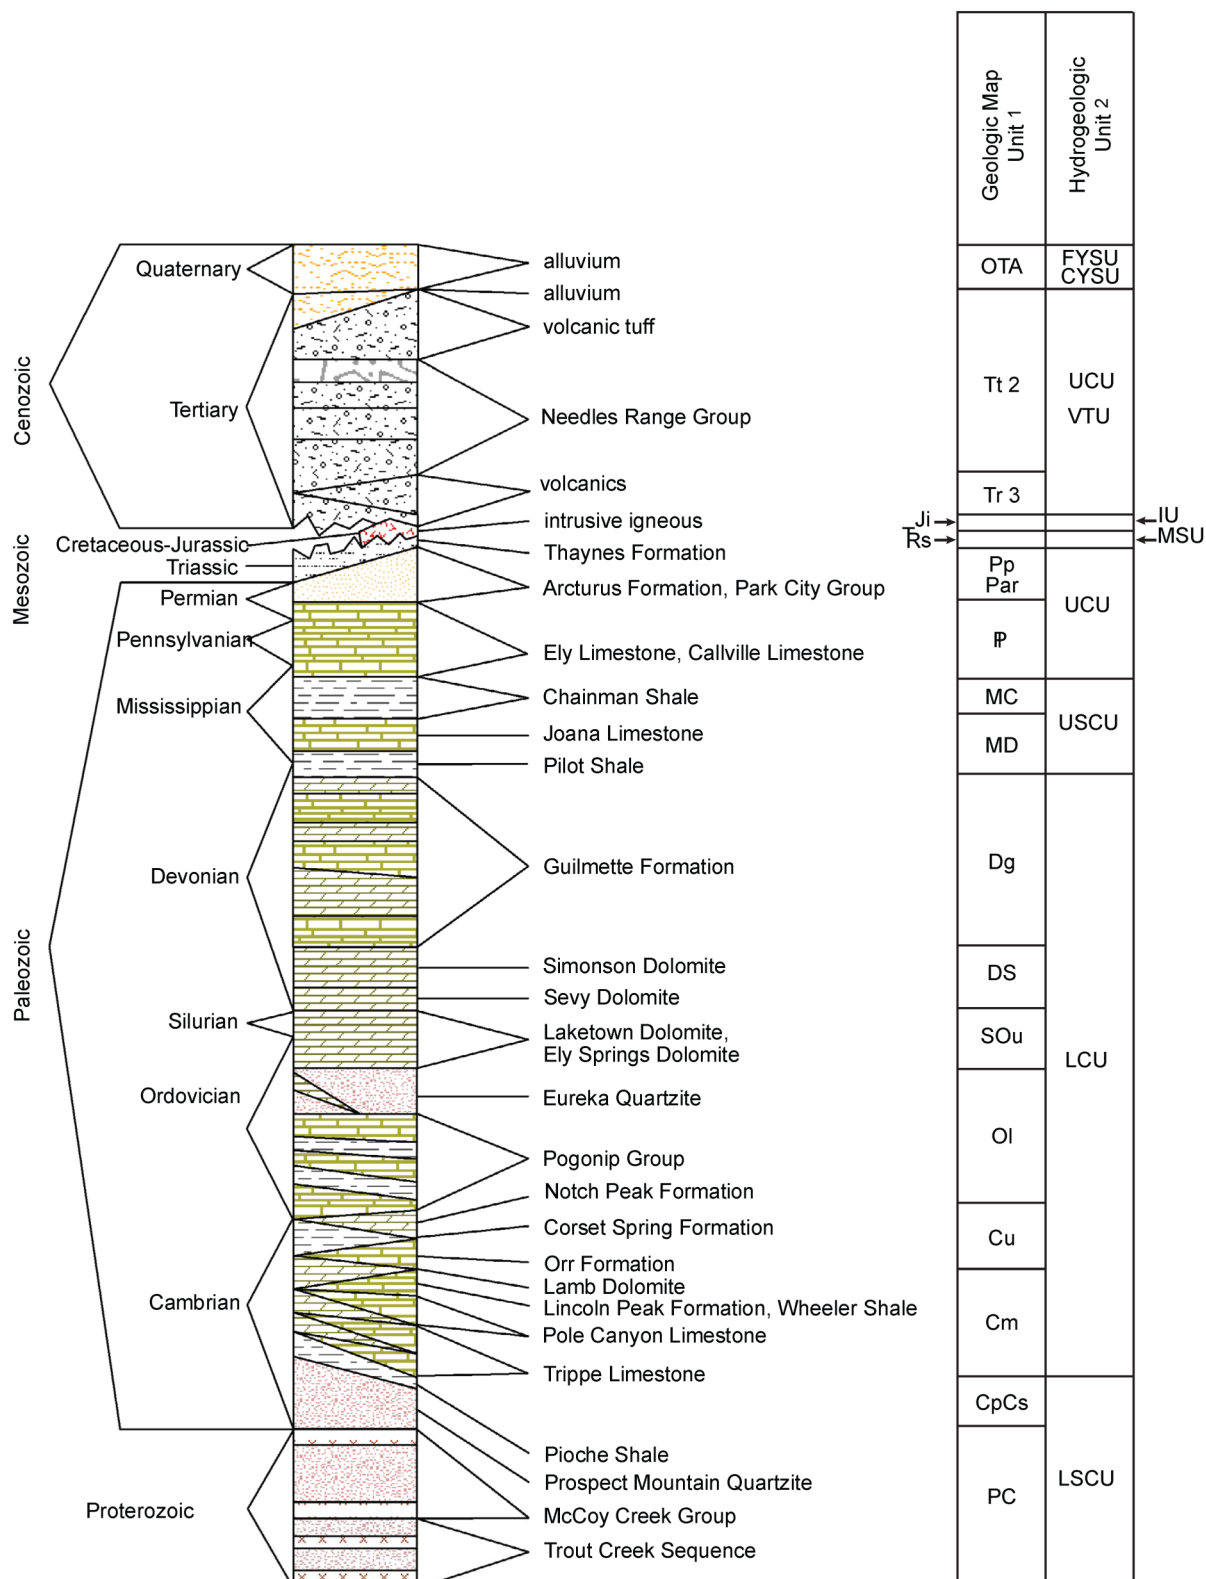 Geologic Map
Unit 1
Hydrogeologic
Unit 2
Cenozoic
Mesozoic
Paleozoic
Quaternary
Tertiary
Cretaceous-Jurassic
Triassic
Permian
Pennsylvanian
Mississippian
Devonian
Silurian
Ordovician
Cambrian
Proterozoic
alluvium
alluvium
volcanic tuff
Needles Range Group
volcanics
intrusive igneous
Thaynes Formation
Arcturus Formation, Park City Group
Ely Limestone, Callville Limestone
Chainman Shale
Joana Limestone
Pilot Shale
Guilmette Formation
Simonson Dolomite
Sevy Dolomite
Laketown Dolomite,
Ely Springs Dolomite
Eureka Quartzite
Pogonip Group
Notch Peak Formation
Corset Spring Formation
Orr Formation
Lamb Dolomite
Lincoln Peak Formation, Wheeler Shale
Pole Canyon Limestone
Trippe Limestone
Pioche Shale
Prospect Mountain Quartzite
McCoy Creek Group
Trout Creek Sequence
OTA
Tt 2
Tr 3
Ji
Ƭs
Pp
Par
IP
MC
MD
Dg
DS
SOu
Ol
Cu
Cm
CpCs
PC
FYSU
CYSU
UCU
VTU
IU
MSU
UCU
USCU
LCU
LSCU